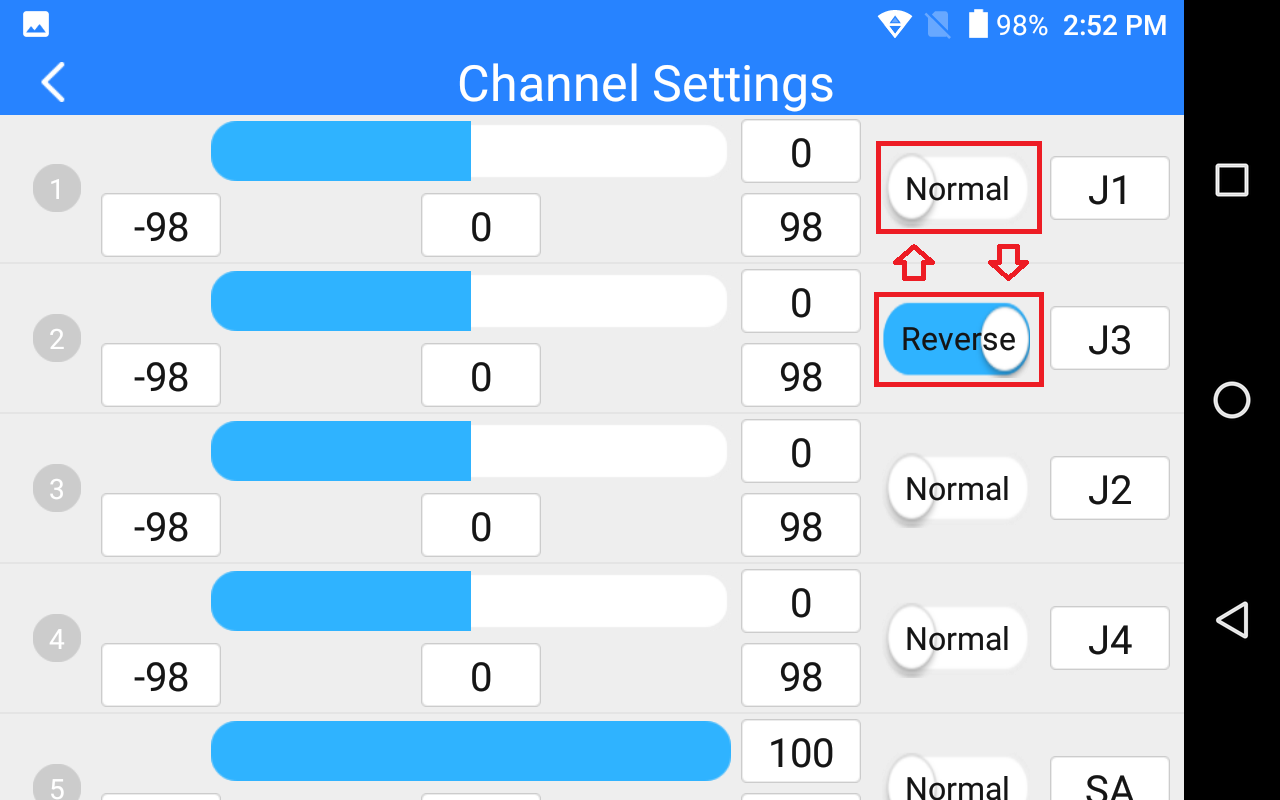 98% 2:52 PM
Channel Settings
1
0
-98 0 98
Normal J1
2
0
-98 0 98
Reverse J3
3
0
-98 0 98
Normal J2
4
0
-98 0 98
Normal J4
5
100
Normal SA